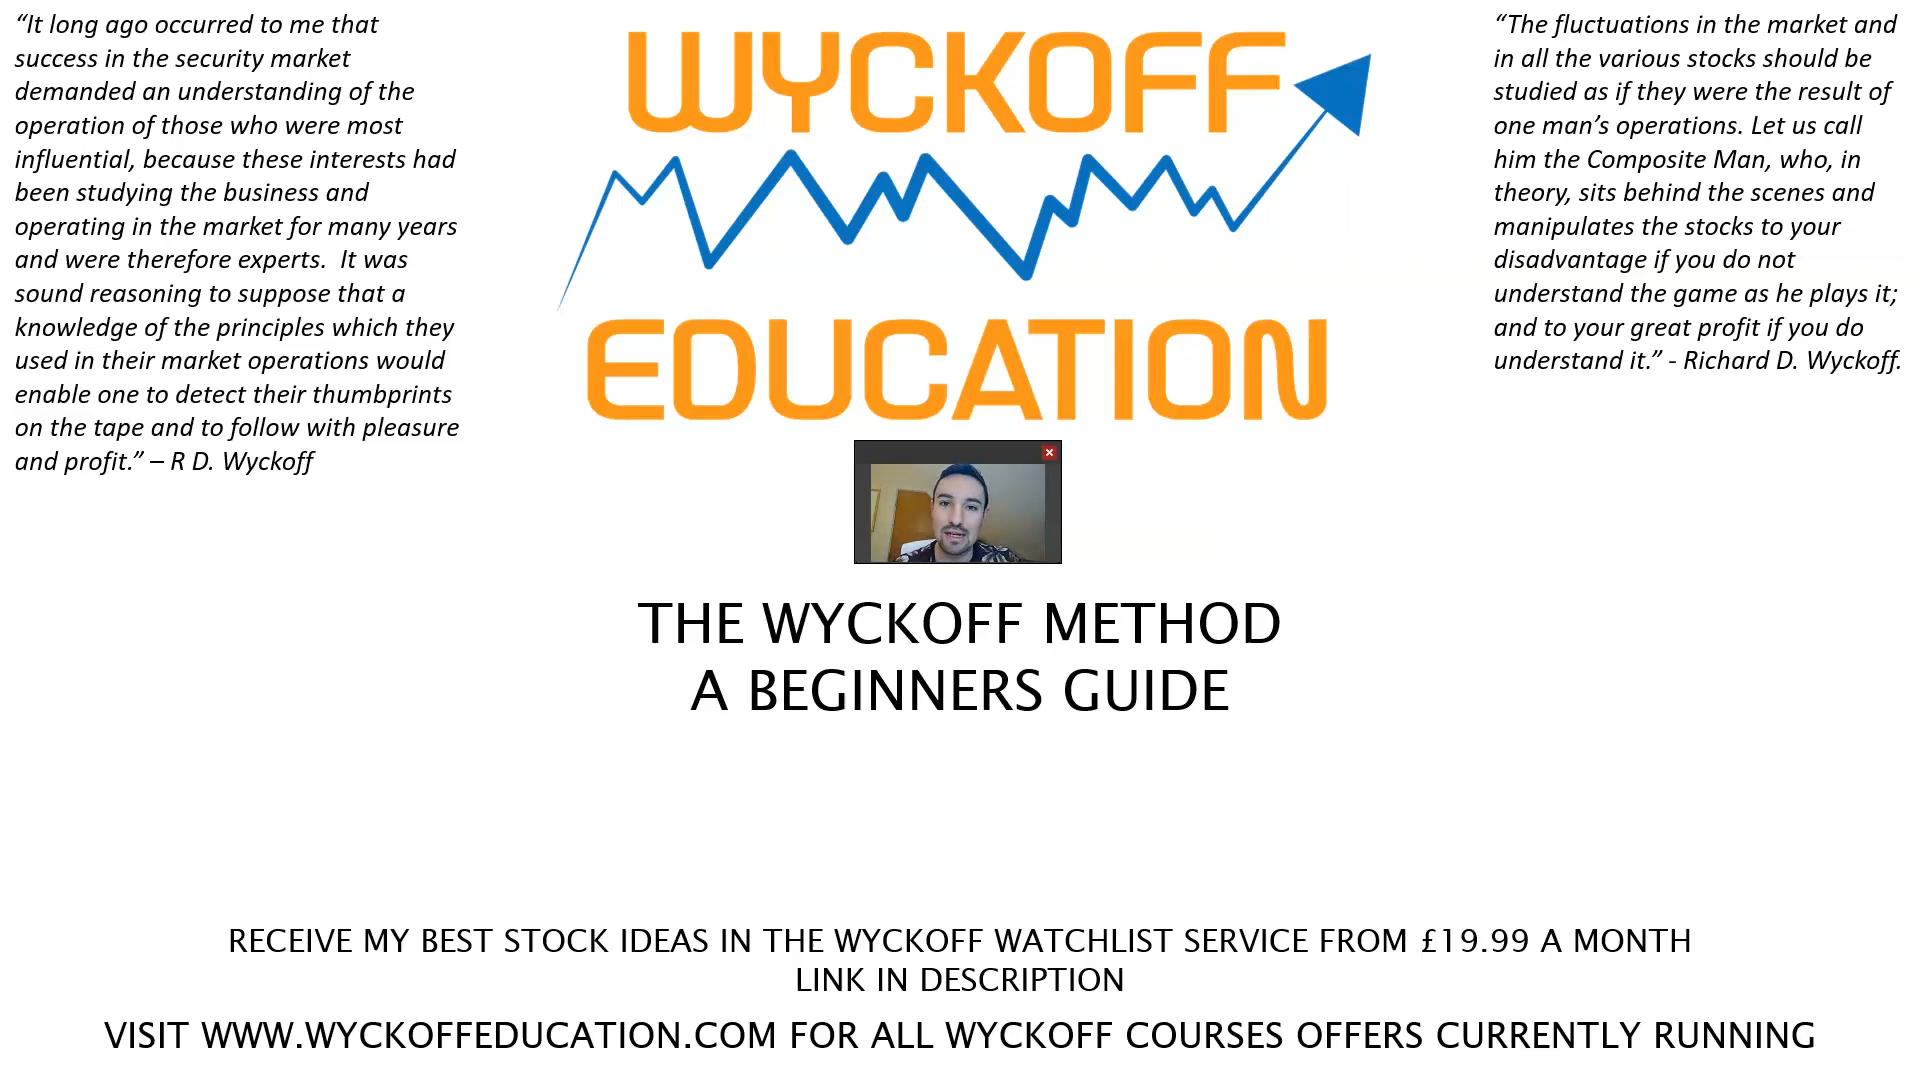 “It long ago occurred to me that
success in the security market
demanded an understanding of the
operation of those who were most
influential, because these interests had
been studying the business and
operating in the market for many years
and were therefore experts.  It was
sound reasoning to suppose that a
knowledge of the principles which they
used in their market operations would
enable one to detect their thumbprints
on the tape and to follow with pleasure
and profit.” – R D. Wyckoff
WYCKOFF
EDUCATION
“The fluctuations in the market and
in all the various stocks should be
studied as if they were the result of
one man’s operations. Let us call
him the Composite Man, who, in
theory, sits behind the scenes and
manipulates the stocks to your
disadvantage if you do not
understand the game as he plays it;
and to your great profit if you do
understand it.” - Richard D. Wyckoff.
THE WYCKOFF METHOD
A BEGINNERS GUIDE
RECEIVE MY BEST STOCK IDEAS IN THE WYCKOFF WATCHLIST SERVICE FROM £19.99 A MONTH
LINK IN DESCRIPTION
VISIT WWW.WYCKOFFEDUCATION.COM FOR ALL WYCKOFF COURSES OFFERS CURRENTLY RUNNING